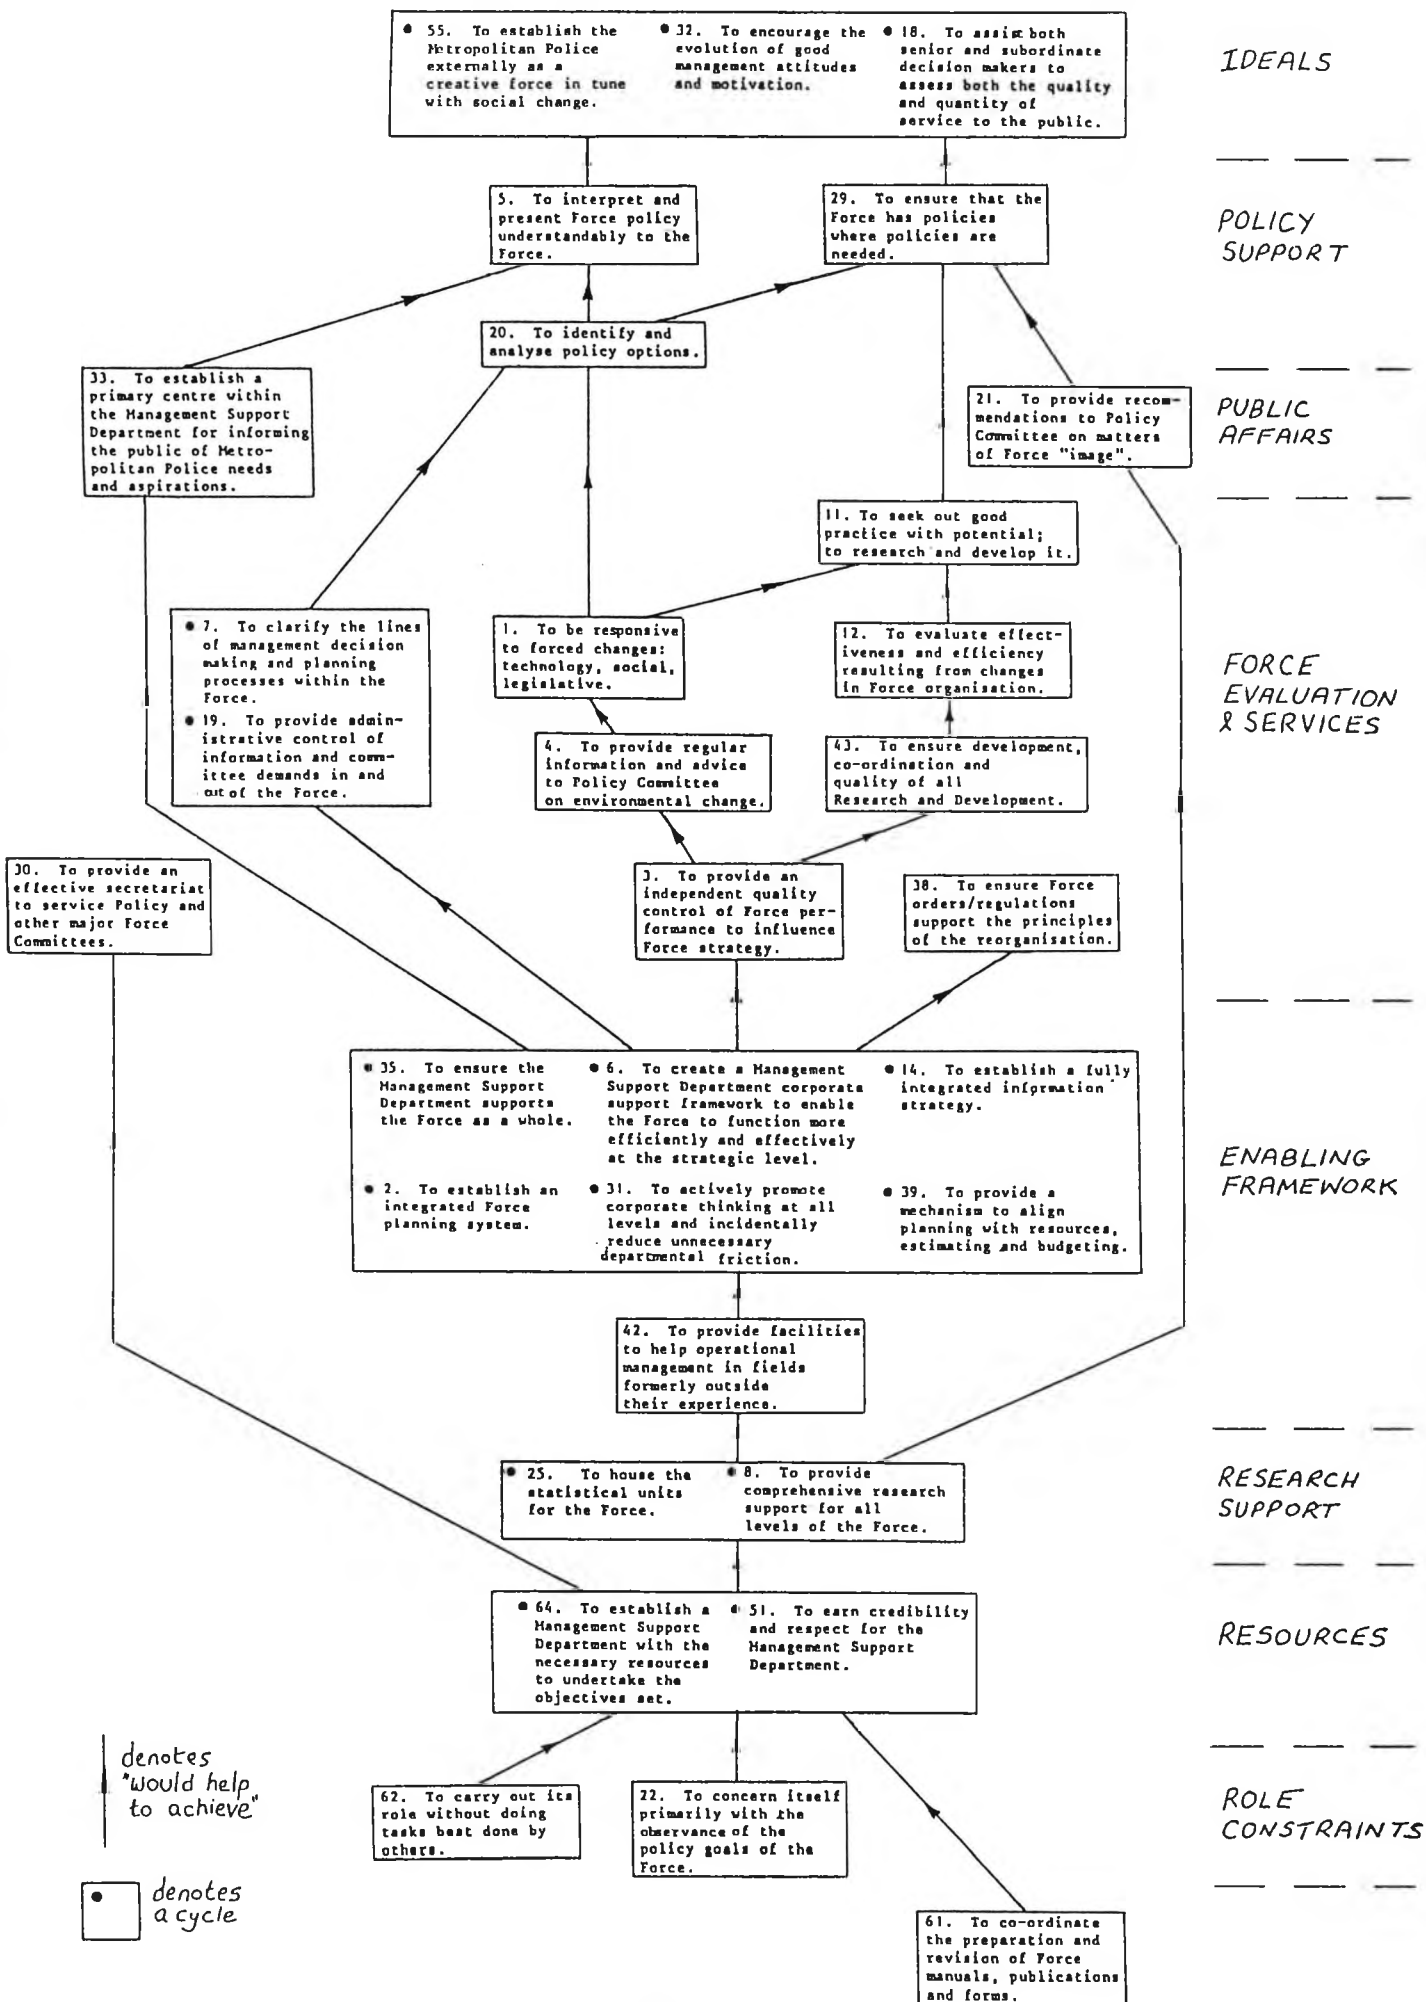 55. To establish the
Metropolitan Police
externally as a
creative force in tune
with social change.
32. To encourage the
evolution of good
management attitudes
and motivation.
18. To assist both
senior and subordinate
decision makers to
assess both the quality
and quantity of
service to the public.
IDEALS
5. To interpret and
present Force policy
understandably to the
Force.
29. To ensure that the
Force has policies
where policies are
needed.
POLICY
SUPPORT
20. To identify and
analyse policy options.
33. To establish a
primary centre within
the Management Support
Department for informing
the public of Metro-
politan Police needs
and aspirations.
21. To provide recom-
mendations to Policy
Committee on matters
of Force "image".
PUBLIC
AFFAIRS
11. To seek out good
practice with potential;
to research and develop it.
7. To clarify the lines
of management decision
making and planning
processes within the
Force.
19. To provide admin-
istrative control of
information and comm-
ittee demands in and
out of the Force.
1. To be responsive
to forced changes:
technology, social,
legislative.
12. To evaluate effect-
iveness and efficiency
resulting from changes
in Force organisation.
FORCE
EVALUATION
& SERVICES
4. To provide regular
information and advice
to Policy Committee
on environmental change.
43. To ensure development,
co-ordination and
quality of all
Research and Development.
30. To provide an
effective secretariat
to service Policy and
other major Force
Committees.
3. To provide an
independent quality
control of Force per-
formance to influence
Force strategy.
38. To ensure Force
orders/regulations
support the principles
of the reorganisation.
35. To ensure the
Management Support
Department supports
the Force as a whole.
6. To create a Management
Support Department corporate
support framework to enable
the Force to function more
efficiently and effectively
at the strategic level.
14. To establish a fully
integrated information
strategy.
2. To establish an
integrated Force
planning system.
31. To actively promote
corporate thinking at all
levels and incidentally
reduce unnecessary
departmental friction.
39. To provide a
mechanism to align
planning with resources,
estimating and budgeting.
ENABLING
FRAMEWORK
42. To provide facilities
to help operational
management in fields
formerly outside
their experience.
25. To house the
statistical units
for the Force.
8. To provide
comprehensive research
support for all
levels of the Force.
RESEARCH
SUPPORT
64. To establish a
Management Support
Department with the
necessary resources
to undertake the
objectives set.
51. To earn credibility
and respect for the
Management Support
Department.
RESOURCES
denotes
"would help
to achieve"
62. To carry out its
role without doing
tasks best done by
others.
22. To concern itself
primarily with the
observance of the
policy goals of the
Force.
ROLE
CONSTRAINTS
denotes
a cycle
61. To co-ordinate
the preparation and
revision of Force
manuals, publications
and forms.